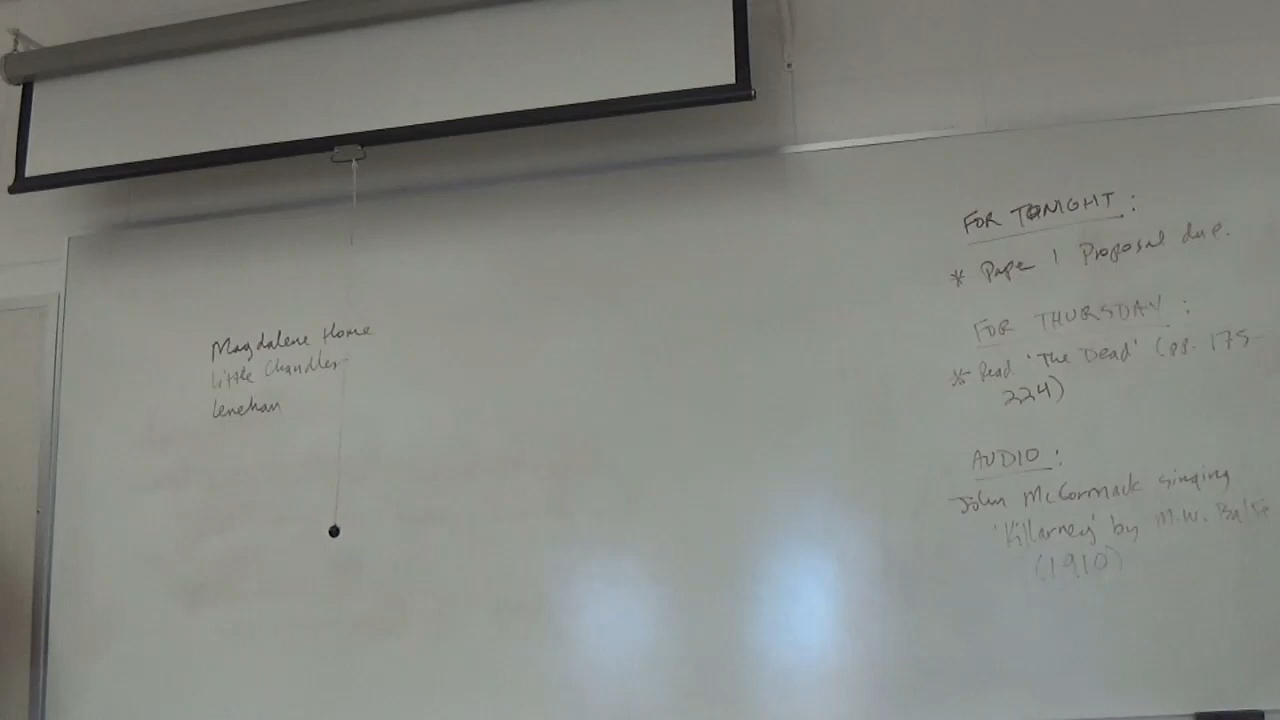 Magdalene Home
Little Chandler
Lenehan
FOR TONIGHT:
* Paper 1 Proposal due.
FOR THURSDAY:
* Read 'The Dead' (pp. 175-
224)
AUDIO:
John McCormack singing
'Killarney' by M.W. Balfe
(1910)